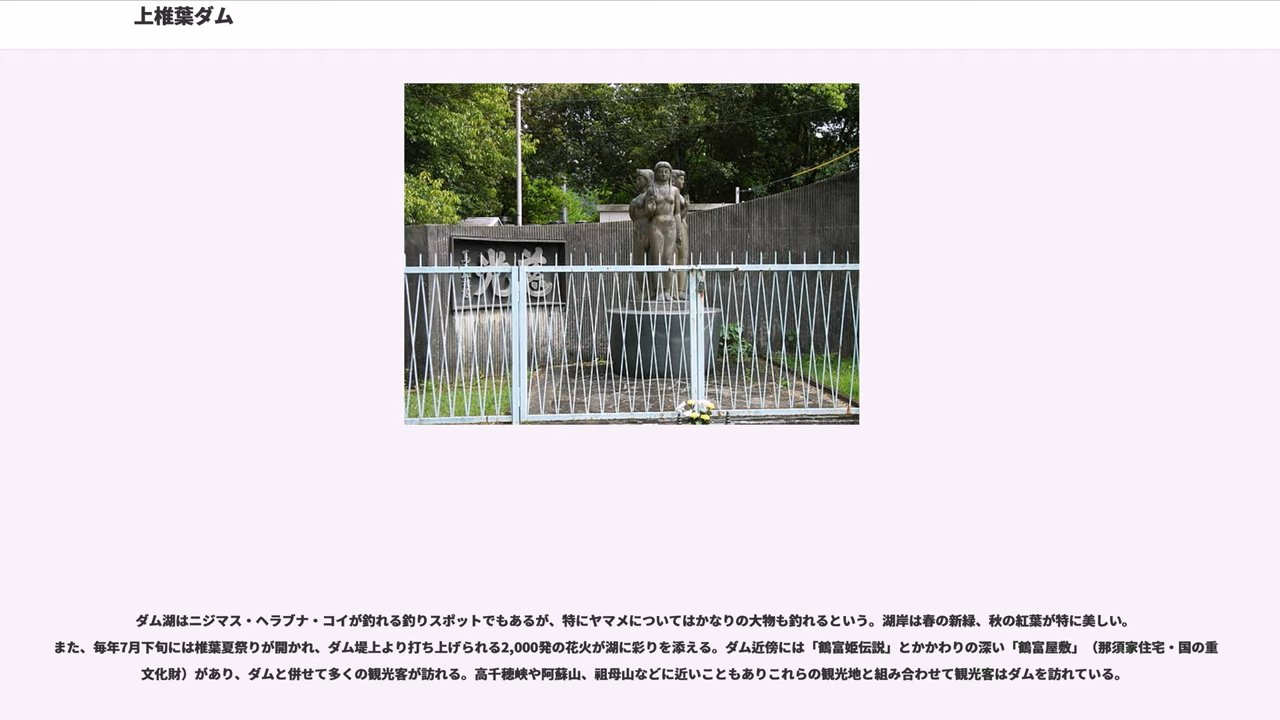 上椎葉ダム
ダム湖はニジマス・ヘラブナ・コイが釣れる釣りスポットでもあるが、特にヤマメについてはかなりの大物も釣れるという。湖岸は春の新緑、秋の紅葉が特に美しい。
また、毎年7月下旬には椎葉夏祭りが開かれ、ダム堤上より打ち上げられる2,000発の花火が湖に彩りを添える。ダム近傍には「鶴富姫伝説」とかかわりの深い「鶴富屋敷」（那須家住宅・国の重
文化財）があり、ダムと併せて多くの観光客が訪れる。高千穂峡や阿蘇山、祖母山などに近いこともありこれらの観光地と組み合わせて観光客はダムを訪れている。